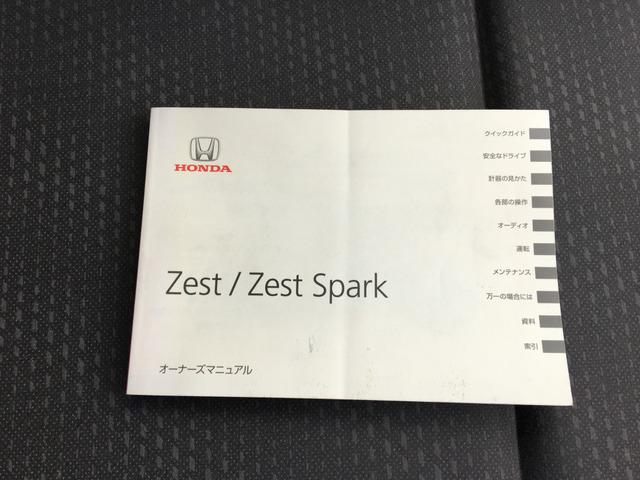 HONDA
Zest / Zest Spark
オーナーズマニュアル
クイックガイド
安全なドライブ
計器の見かた
各部の操作
オーディオ
運転
メンテナンス
万一の場合には
資料
索引